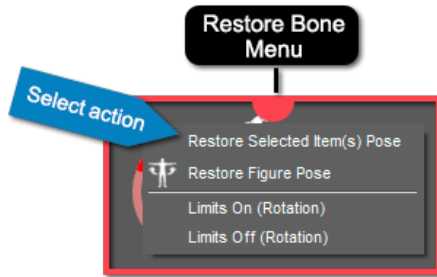 Restore Bone
Menu
Select action
Restore Selected Item(s) Pose
Restore Figure Pose
Limits On (Rotation)
Limits Off (Rotation)